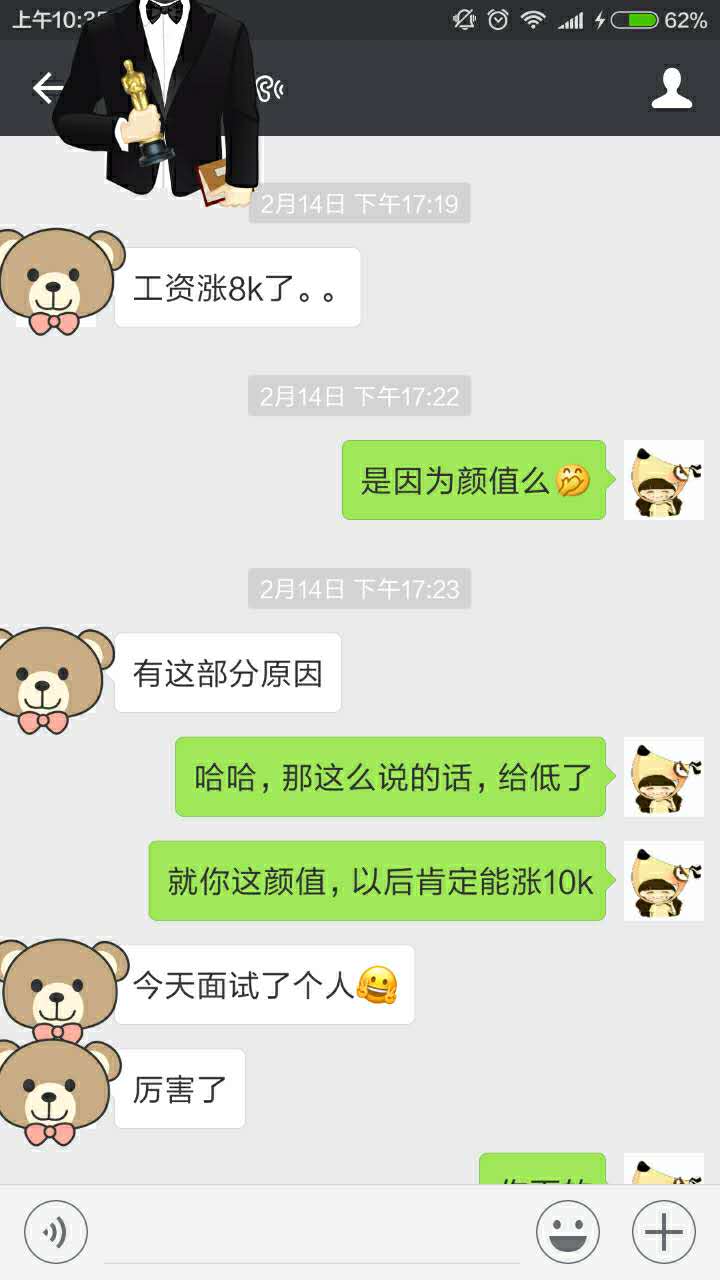 上午10:35
62%
2月14日 下午17:19
工资涨8k了。。
2月14日 下午17:22
是因为颜值么🤭
2月14日 下午17:23
有这部分原因
哈哈，那这么说的话，给低了
就你这颜值，以后肯定能涨10k
今天面试了个人🤗
厉害了